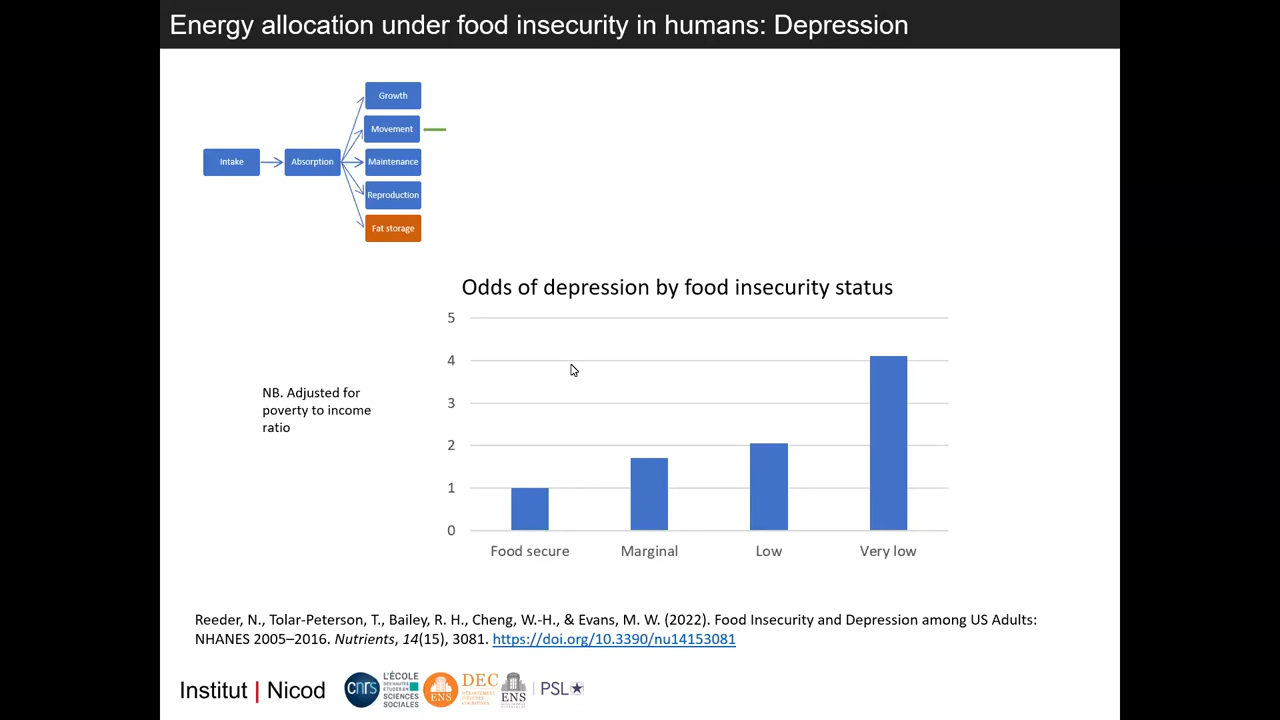 Energy allocation under food insecurity in humans: Depression
Growth
Movement
Intake
Absorption
Maintenance
Reproduction
Fat storage
Odds of depression by food insecurity status
5
4
3
2
1
0
NB. Adjusted for
poverty to income
ratio
Food secure
Marginal
Low
Very low
Reeder, N., Tolar-Peterson, T., Bailey, R. H., Cheng, W.-H., & Evans, M. W. (2022). Food Insecurity and Depression among US Adults:
NHANES 2005–2016. Nutrients, 14(15), 3081. https://doi.org/10.3390/nu14153081
Institut | Nicod
cnrs
L'ÉCOLE
DES HAUTES
ÉTUDES EN
SCIENCES
SOCIALES
ENS
DEC
DÉPARTEMENT
D'ÉTUDES
COGNITIVES
ENS
PSL